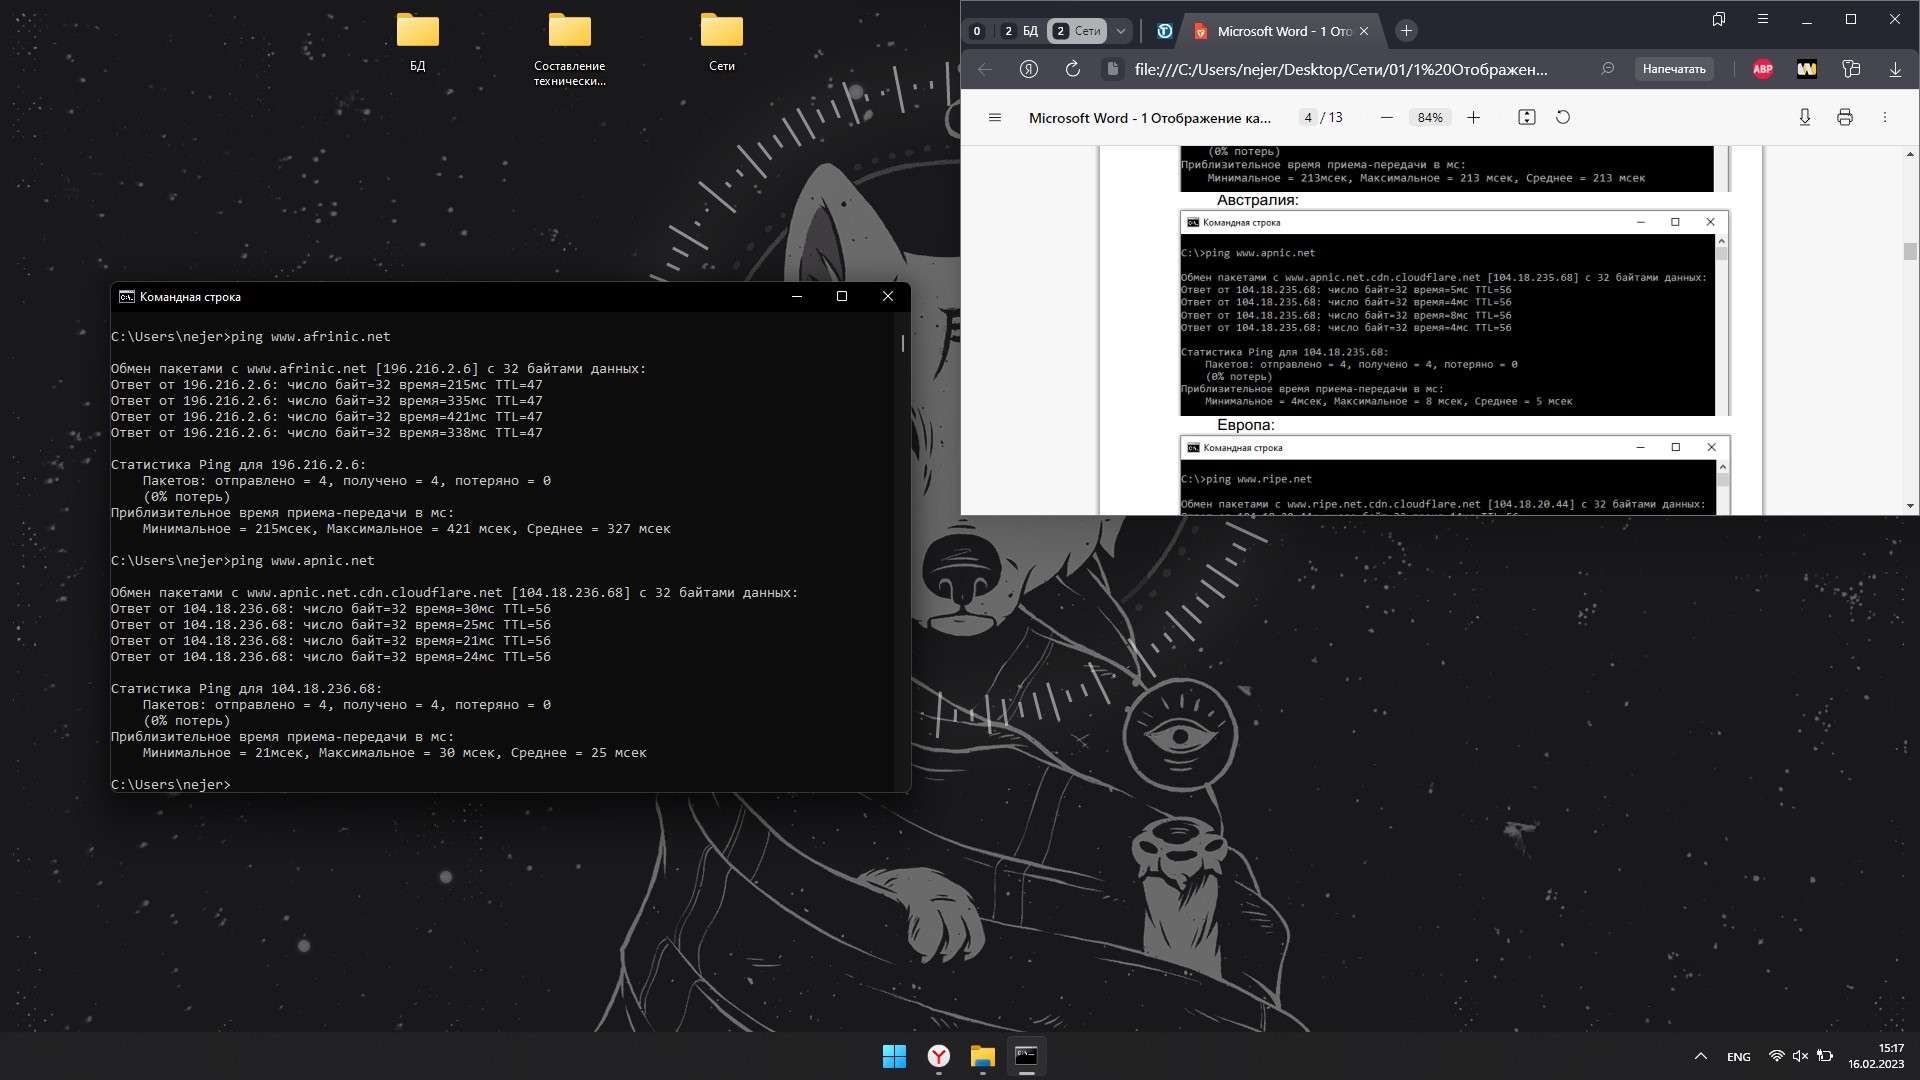 БД
Составление
технически...
Сети
0
2 БД
2 Сети
Microsoft Word - 1 Ото
file:///C:/Users/nejer/Desktop/Сети/01/1%20Отображен...
Напечатать
ABP
Microsoft Word - 1 Отображение ка...
4 / 13
84%
(0% потерь)
Приблизительное время приема-передачи в мс:
Минимальное = 213мсек, Максимальное = 213 мсек, Среднее = 213 мсек
Австралия:
Командная строка
C:\>ping www.apnic.net
Обмен пакетами с www.apnic.net.cdn.cloudflare.net [104.18.235.68] с 32 байтами данных:
Ответ от 104.18.235.68: число байт=32 время=5мс TTL=56
Ответ от 104.18.235.68: число байт=32 время=4мс TTL=56
Ответ от 104.18.235.68: число байт=32 время=8мс TTL=56
Ответ от 104.18.235.68: число байт=32 время=4мс TTL=56
Статистика Ping для 104.18.235.68:
Пакетов: отправлено = 4, получено = 4, потеряно = 0
(0% потерь)
Приблизительное время приема-передачи в мс:
Минимальное = 4мсек, Максимальное = 8 мсек, Среднее = 5 мсек
Европа:
Командная строка
C:\>ping www.ripe.net
Обмен пакетами с www.ripe.net.cdn.cloudflare.net [104.18.20.44] с 32 байтами данных:
Командная строка
C:\Users\nejer>ping www.afrinic.net
Обмен пакетами с www.afrinic.net [196.216.2.6] с 32 байтами данных:
Ответ от 196.216.2.6: число байт=32 время=215мс TTL=47
Ответ от 196.216.2.6: число байт=32 время=335мс TTL=47
Ответ от 196.216.2.6: число байт=32 время=421мс TTL=47
Ответ от 196.216.2.6: число байт=32 время=338мс TTL=47
Статистика Ping для 196.216.2.6:
Пакетов: отправлено = 4, получено = 4, потеряно = 0
(0% потерь)
Приблизительное время приема-передачи в мс:
Минимальное = 215мсек, Максимальное = 421 мсек, Среднее = 327 мсек
C:\Users\nejer>ping www.apnic.net
Обмен пакетами с www.apnic.net.cdn.cloudflare.net [104.18.236.68] с 32 байтами данных:
Ответ от 104.18.236.68: число байт=32 время=30мс TTL=56
Ответ от 104.18.236.68: число байт=32 время=25мс TTL=56
Ответ от 104.18.236.68: число байт=32 время=21мс TTL=56
Ответ от 104.18.236.68: число байт=32 время=24мс TTL=56
Статистика Ping для 104.18.236.68:
Пакетов: отправлено = 4, получено = 4, потеряно = 0
(0% потерь)
Приблизительное время приема-передачи в мс:
Минимальное = 21мсек, Максимальное = 30 мсек, Среднее = 25 мсек
C:\Users\nejer>
ENG
15:17
16.02.2023